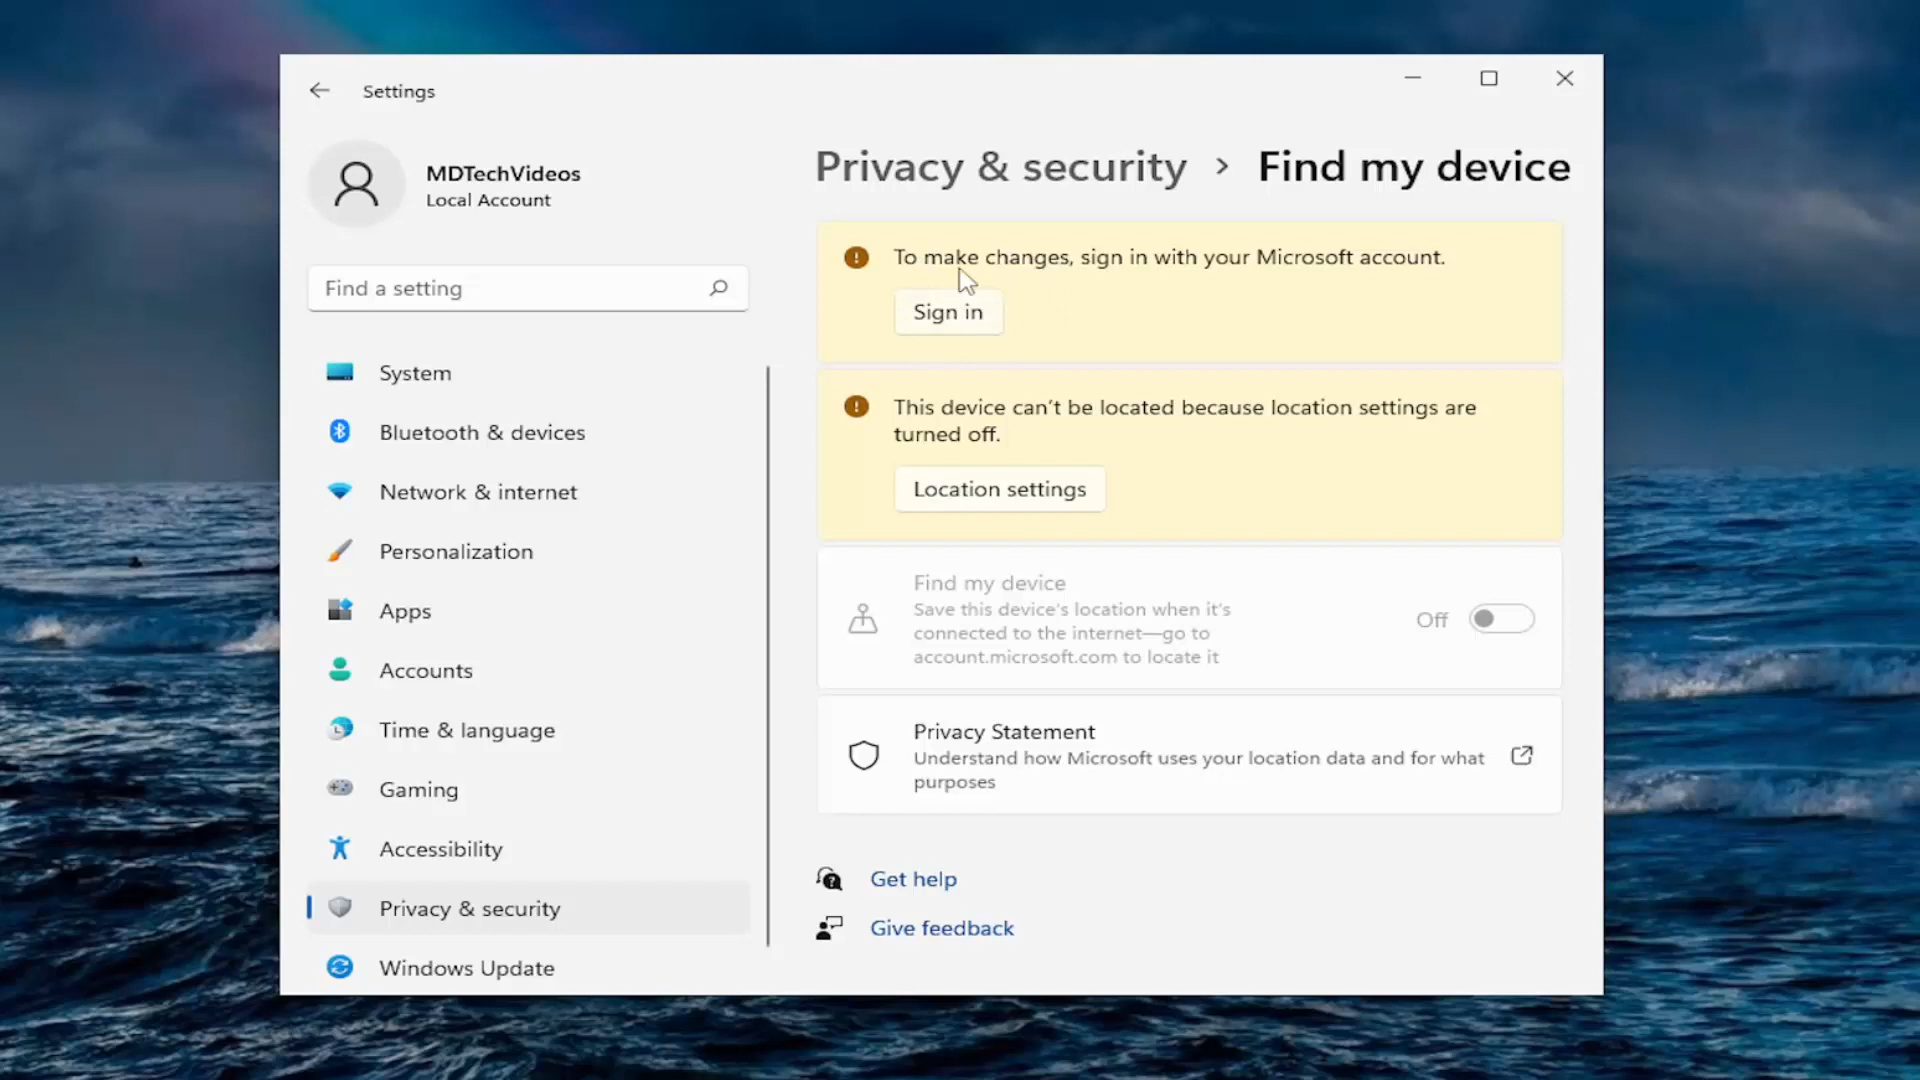 Settings
MDTechVideos
Local Account
Find a setting
System
Bluetooth & devices
Network & internet
Personalization
Apps
Accounts
Time & language
Gaming
Accessibility
Privacy & security
Windows Update
Privacy & security > Find my device
To make changes, sign in with your Microsoft account.
Sign in
This device can't be located because location settings are
turned off.
Location settings
Find my device
Save this device's location when it's
connected to the internet—go to
account.microsoft.com to locate it
Off
Privacy Statement
Understand how Microsoft uses your location data and for what
purposes
Get help
Give feedback